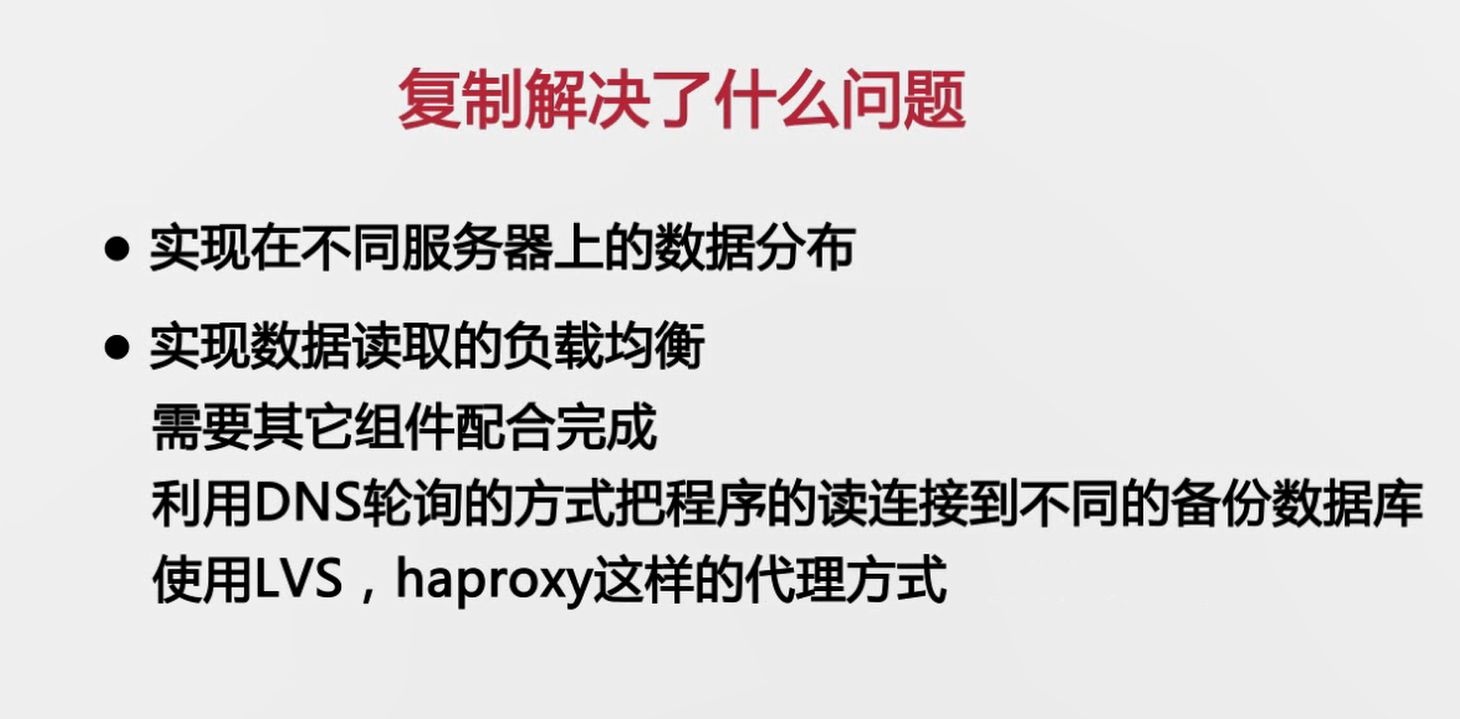 复制解决了什么问题
● 实现在不同服务器上的数据分布
● 实现数据读取的负载均衡
需要其它组件配合完成
利用DNS轮询的方式把程序的读连接到不同的备份数据库
使用LVS，haproxy这样的代理方式